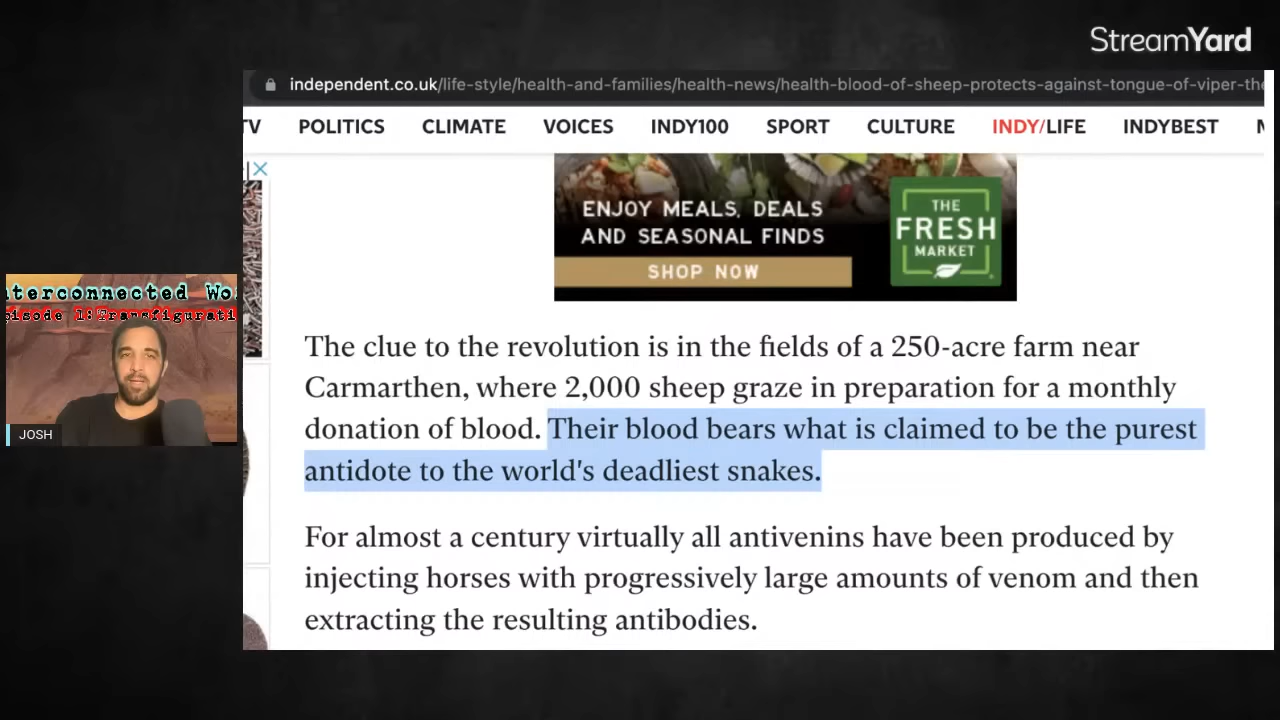 StreamYard
independent.co.uk/life-style/health-and-families/health-news/health-blood-of-sheep-protects-against-tongue-of-viper-the
TV POLITICS CLIMATE VOICES INDY100 SPORT CULTURE INDY/LIFE INDYBEST
ENJOY MEALS, DEALS
AND SEASONAL FINDS
SHOP NOW
THE
FRESH
MARKET
nterconnected Wo
pisode 1:Transfigurati
JOSH
The clue to the revolution is in the fields of a 250-acre farm near
Carmarthen, where 2,000 sheep graze in preparation for a monthly
donation of blood. Their blood bears what is claimed to be the purest
antidote to the world's deadliest snakes.
For almost a century virtually all antivenins have been produced by
injecting horses with progressively large amounts of venom and then
extracting the resulting antibodies.